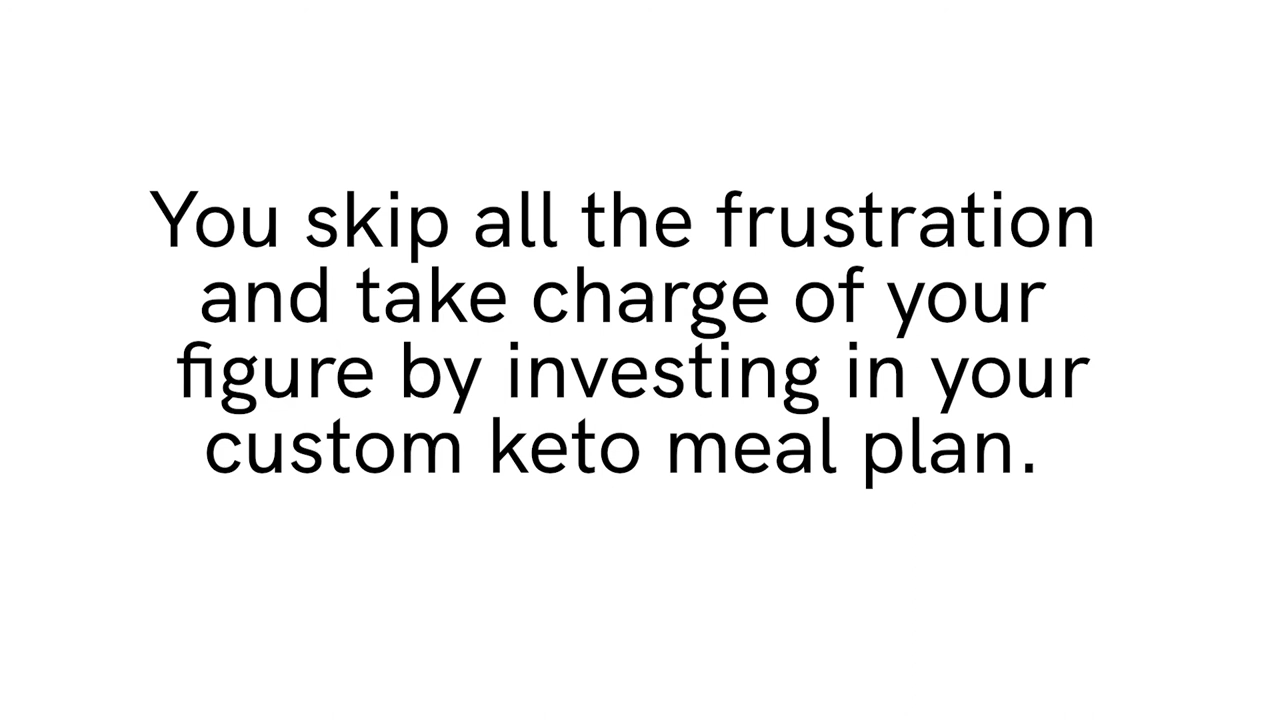 You skip all the frustration
and take charge of your
figure by investing in your
custom keto meal plan.